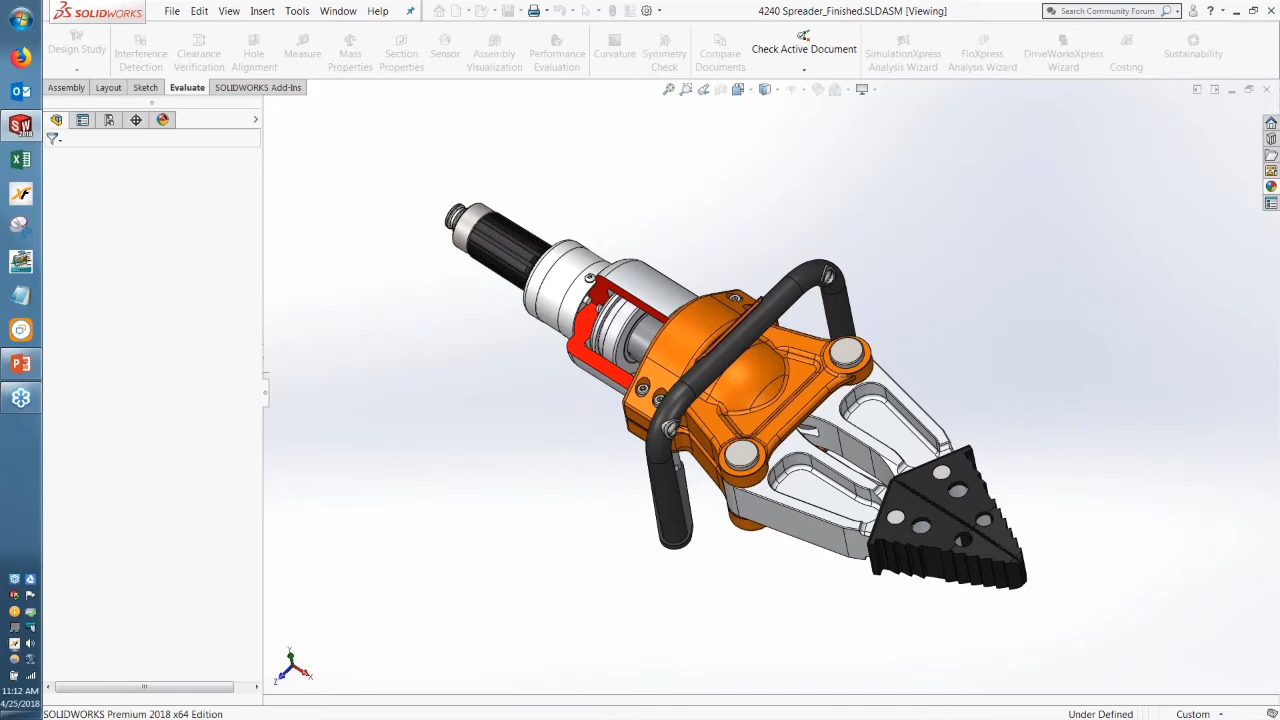 SOLIDWORKS File Edit View Insert Tools Window Help 4240 Spreader_Finished.SLDASM [Viewing] Search Community Forum ?
Design Study
Interference Detection
Clearance Verification
Hole Alignment
Measure
Mass Properties
Section Properties
Sensor
Assembly Visualization
Performance Evaluation
Curvature
Symmetry Check
Compare Documents
Check Active Document
SimulationXpress Analysis Wizard
FloXpress Analysis Wizard
DriveWorksXpress Wizard
Costing
Sustainability
Assembly Layout Sketch Evaluate SOLIDWORKS Add-Ins
SW
2018
Y
Z X
11:12 AM
4/25/2018
SOLIDWORKS Premium 2018 x64 Edition Under Defined Custom